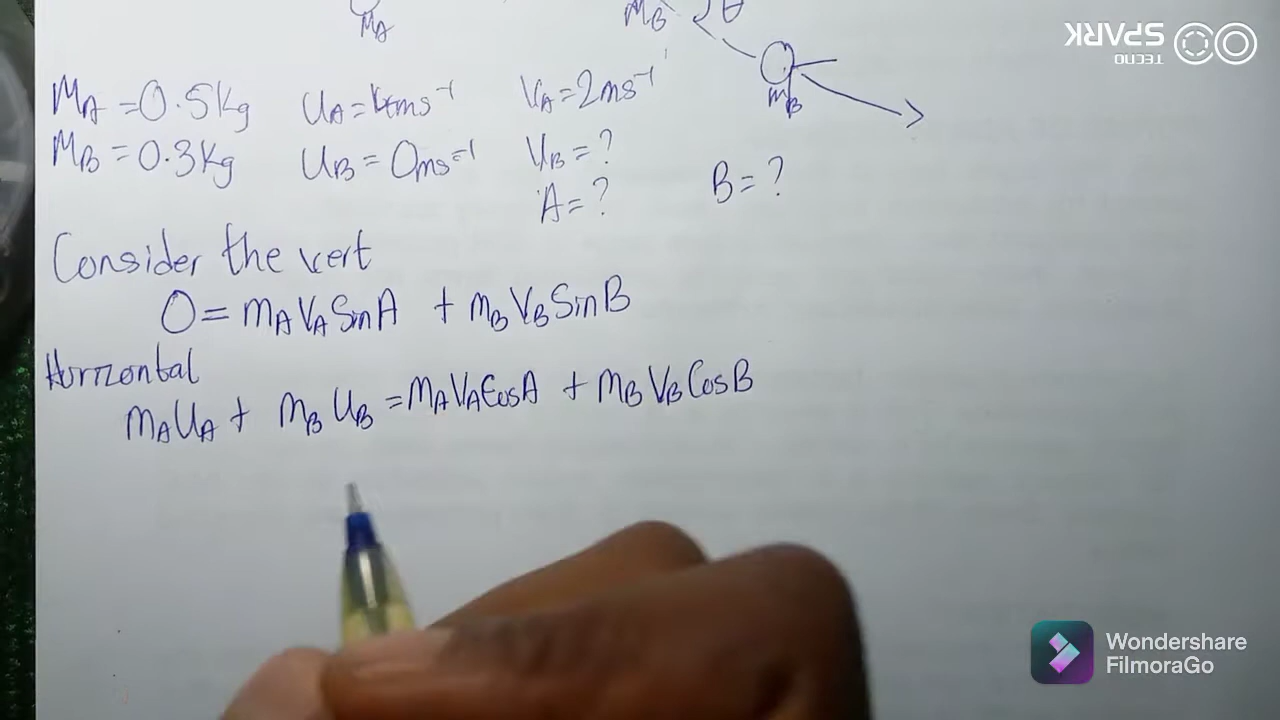 MA
MB θ
MB
MA = 0.5kg UA = 4ms⁻¹ VA = 2ms⁻¹
MB = 0.3kg UB = 0ms⁻¹ VB = ?
A = ? B = ?
Consider the vert
0 = MAVASinA + MBVBSinB
Horizontal
MAUA + MBUB = MAVACosA + MBVBCosB
SPARK
TECNO
Wondershare
FilmoraGo